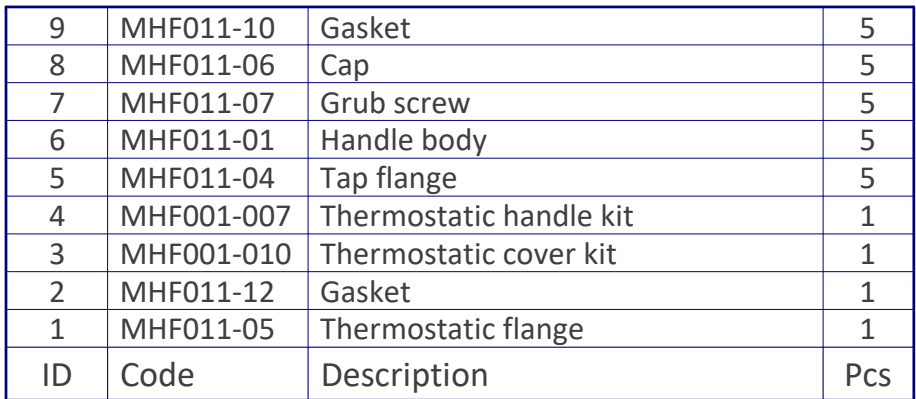 9 MHF011-10 Gasket 5
8 MHF011-06 Cap 5
7 MHF011-07 Grub screw 5
6 MHF011-01 Handle body 5
5 MHF011-04 Tap flange 5
4 MHF001-007 Thermostatic handle kit 1
3 MHF001-010 Thermostatic cover kit 1
2 MHF011-12 Gasket 1
1 MHF011-05 Thermostatic flange 1
ID Code Description Pcs